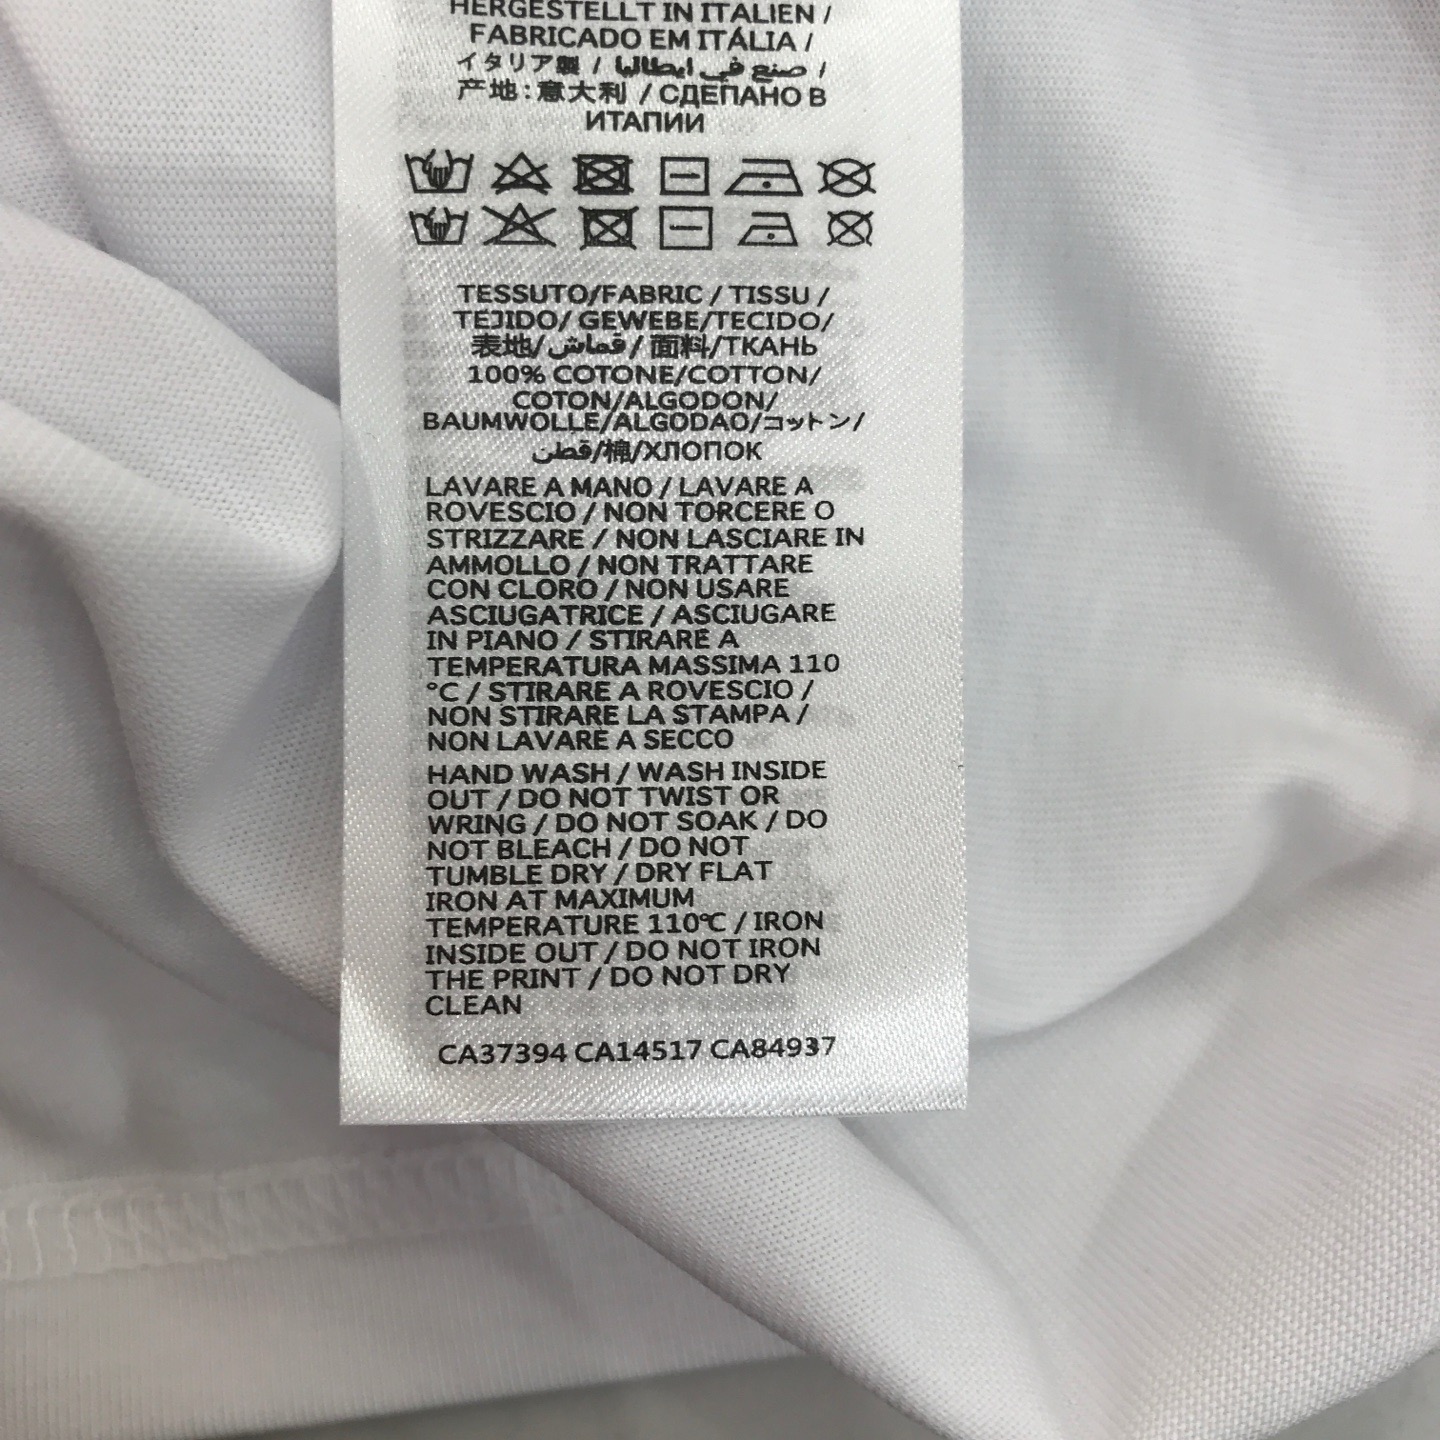 HERGESTELLT IN ITALIEN /
FABRICADO EM ITÁLIA /
イタリア製 / صنع في ايطاليا /
产地:意大利 / СДЕПАНО В
ИТАПИИ
TESSUTO/FABRIC / TISSU /
TEJIDO/ GEWEBE/TECIDO/
表地/قماش/ 面料/ТКАНЬ
100% COTONE/COTTON/
COTON/ALGODON/
BAUMWOLLE/ALGODAO/コットン/
قطن/棉/ХЛОПОК
LAVARE A MANO / LAVARE A
ROVESCIO / NON TORCERE O
STRIZZARE / NON LASCIARE IN
AMMOLLO / NON TRATTARE
CON CLORO / NON USARE
ASCIUGATRICE / ASCIUGARE
IN PIANO / STIRARE A
TEMPERATURA MASSIMA 110
°C / STIRARE A ROVESCIO /
NON STIRARE LA STAMPA /
NON LAVARE A SECCO
HAND WASH / WASH INSIDE
OUT / DO NOT TWIST OR
WRING / DO NOT SOAK / DO
NOT BLEACH / DO NOT
TUMBLE DRY / DRY FLAT
IRON AT MAXIMUM
TEMPERATURE 110℃ / IRON
INSIDE OUT / DO NOT IRON
THE PRINT / DO NOT DRY
CLEAN
CA37394 CA14517 CA84937